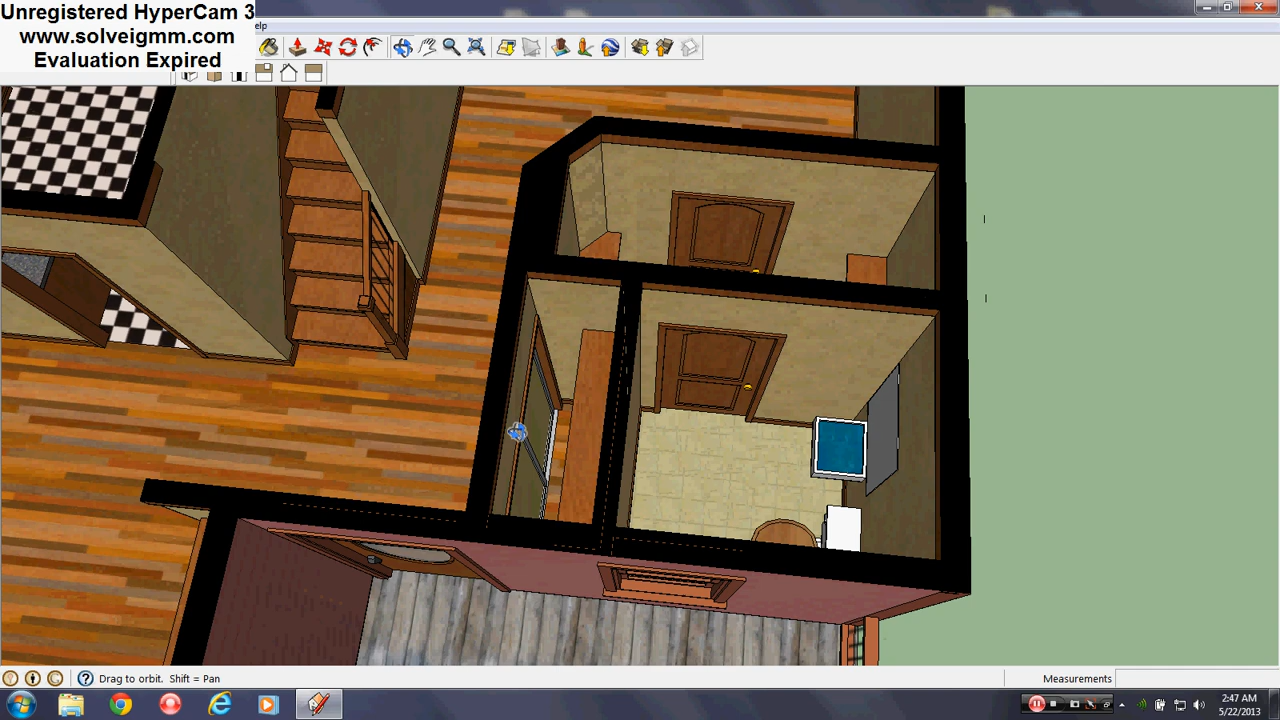 Unregistered HyperCam 3
www.solveigmm.com
Evaluation Expired
elp
Drag to orbit. Shift = Pan
Measurements
2:47 AM
5/22/2013